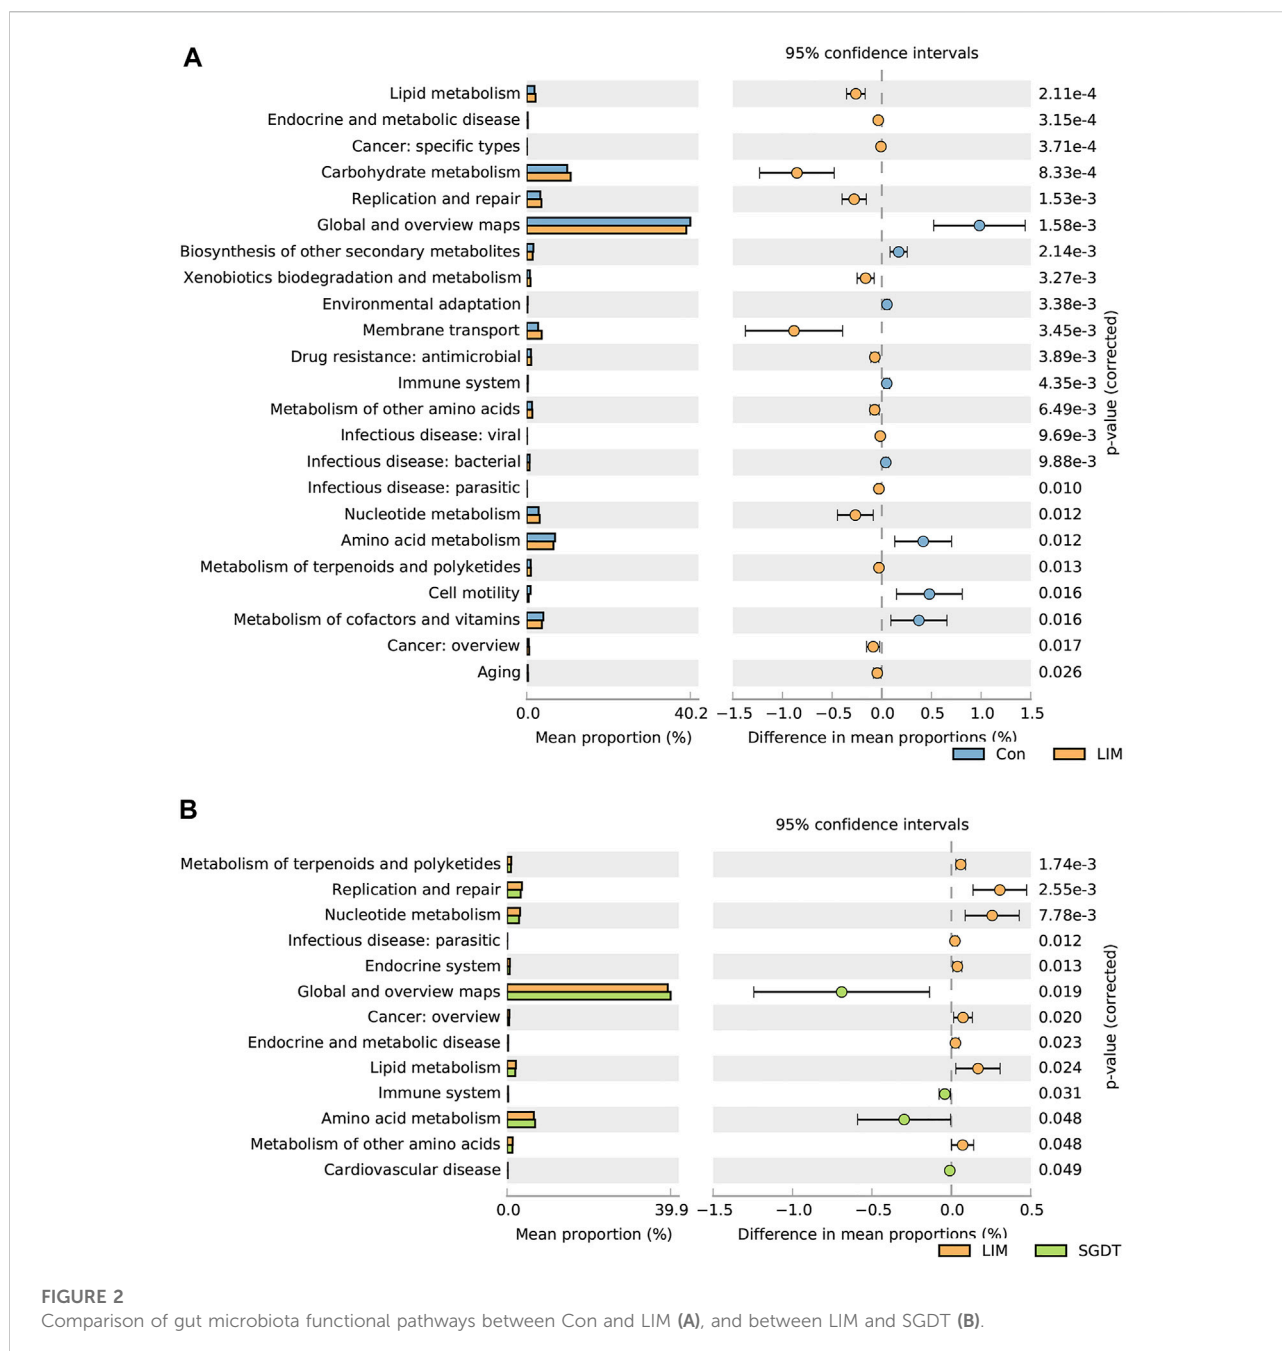 A
95% confidence intervals
Lipid metabolism 2.11e-4
Endocrine and metabolic disease 3.15e-4
Cancer: specific types 3.71e-4
Carbohydrate metabolism 8.33e-4
Replication and repair 1.53e-3
Global and overview maps 1.58e-3
Biosynthesis of other secondary metabolites 2.14e-3
Xenobiotics biodegradation and metabolism 3.27e-3
Environmental adaptation 3.38e-3
Membrane transport 3.45e-3
Drug resistance: antimicrobial 3.89e-3
Immune system 4.35e-3
Metabolism of other amino acids 6.49e-3
Infectious disease: viral 9.69e-3
Infectious disease: bacterial 9.88e-3
Infectious disease: parasitic 0.010
Nucleotide metabolism 0.012
Amino acid metabolism 0.012
Metabolism of terpenoids and polyketides 0.013
Cell motility 0.016
Metabolism of cofactors and vitamins 0.016
Cancer: overview 0.017
Aging 0.026
p-value (corrected)
0.0 40.2 −1.5 −1.0 −0.5 0.0 0.5 1.0 1.5
Mean proportion (%) Difference in mean proportions (%)
Con LIM
B
95% confidence intervals
Metabolism of terpenoids and polyketides 1.74e-3
Replication and repair 2.55e-3
Nucleotide metabolism 7.78e-3
Infectious disease: parasitic 0.012
Endocrine system 0.013
Global and overview maps 0.019
Cancer: overview 0.020
Endocrine and metabolic disease 0.023
Lipid metabolism 0.024
Immune system 0.031
Amino acid metabolism 0.048
Metabolism of other amino acids 0.048
Cardiovascular disease 0.049
p-value (corrected)
0.0 39.9 −1.5 −1.0 −0.5 0.0 0.5
Mean proportion (%) Difference in mean proportions (%)
LIM SGDT
FIGURE 2
Comparison of gut microbiota functional pathways between Con and LIM (A), and between LIM and SGDT (B).